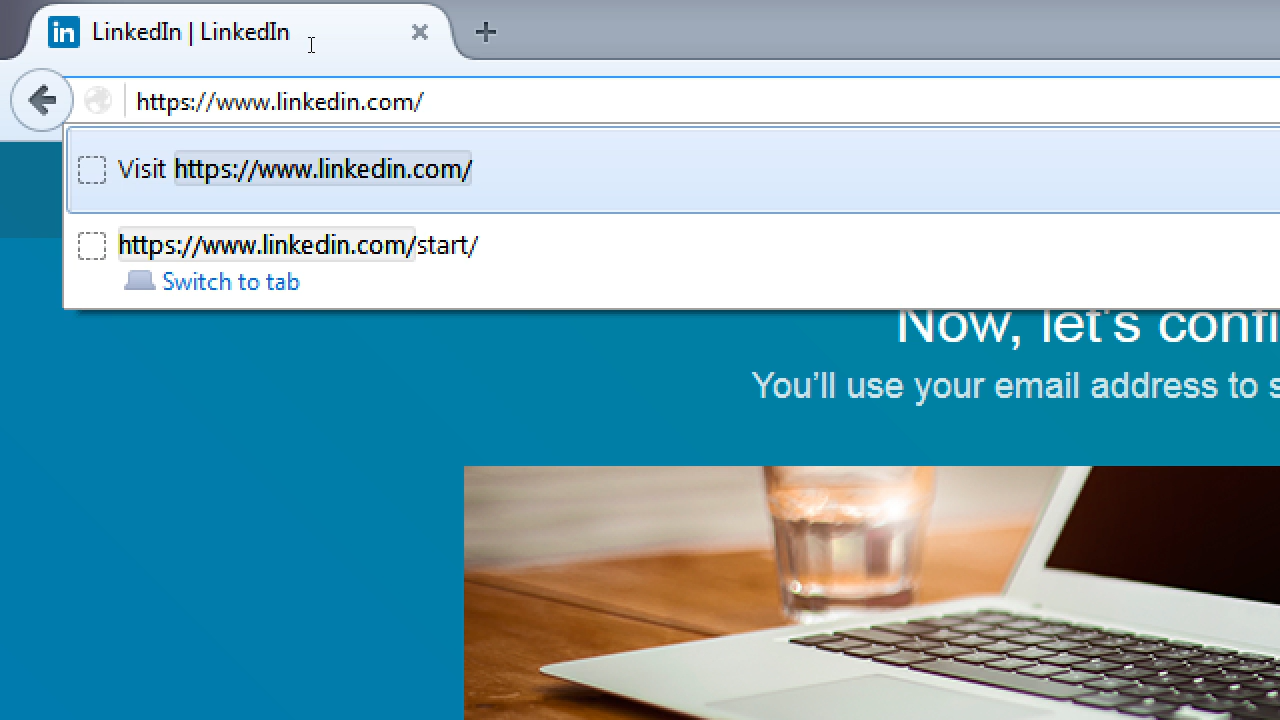 in LinkedIn | LinkedIn
https://www.linkedin.com/
Visit https://www.linkedin.com/
https://www.linkedin.com/start/
Switch to tab
Now, let's confi
You’ll use your email address to s